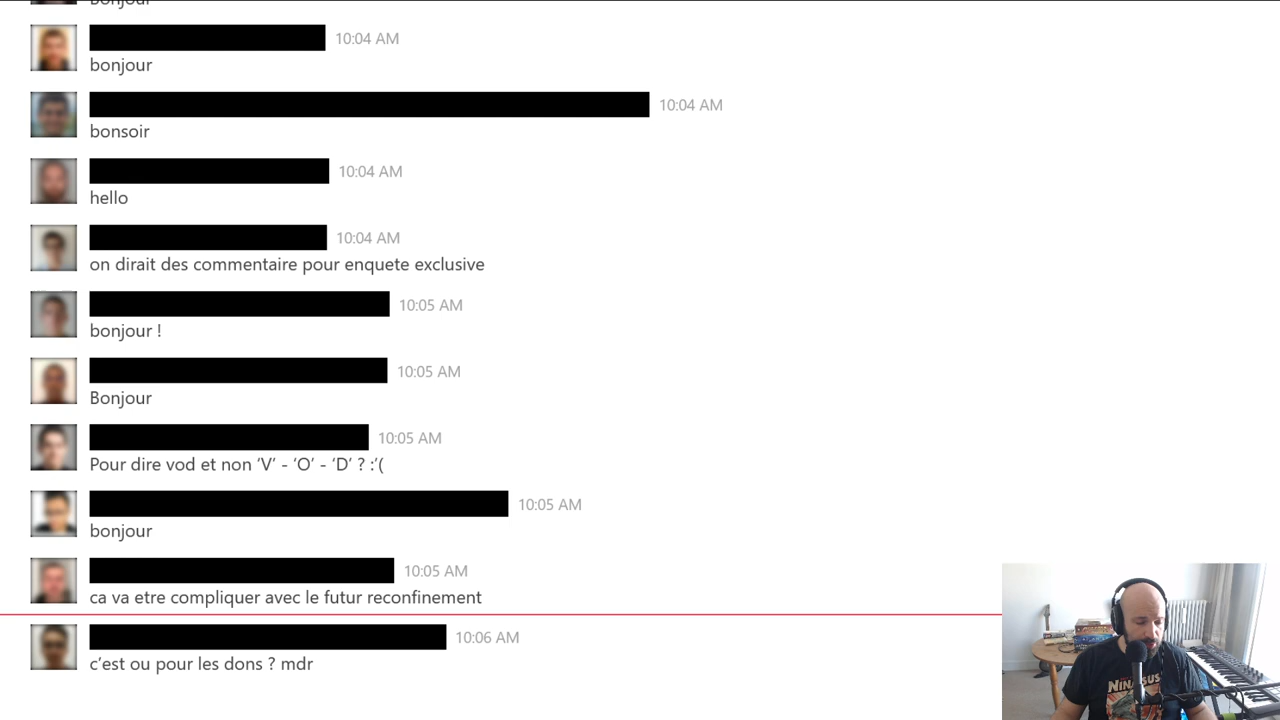 Bonjour
10:04 AM
bonjour
10:04 AM
bonsoir
10:04 AM
hello
10:04 AM
on dirait des commentaire pour enquete exclusive
10:05 AM
bonjour !
10:05 AM
Bonjour
10:05 AM
Pour dire vod et non ‘V’ - ‘O’ - ‘D’ ? :’(
10:05 AM
bonjour
10:05 AM
ca va etre compliquer avec le futur reconfinement
10:06 AM
c’est ou pour les dons ? mdr